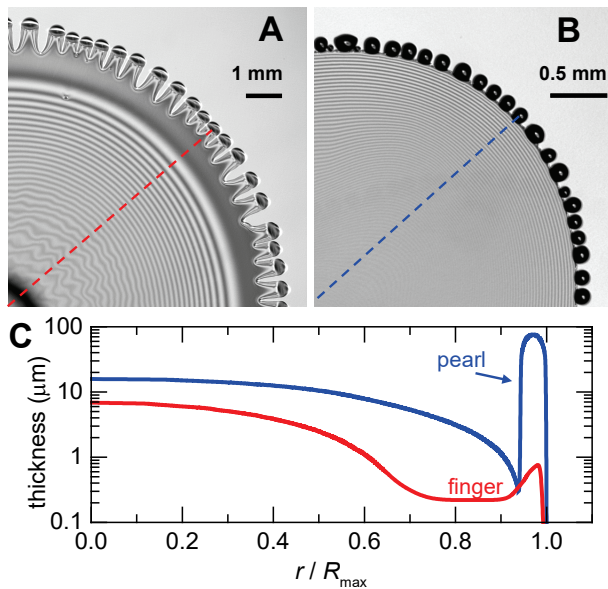 A
1 mm
B
0.5 mm
C
100
10
1
0.1
thickness (μm)
pearl
finger
0.0
0.2
0.4
0.6
0.8
1.0
r / Rmax